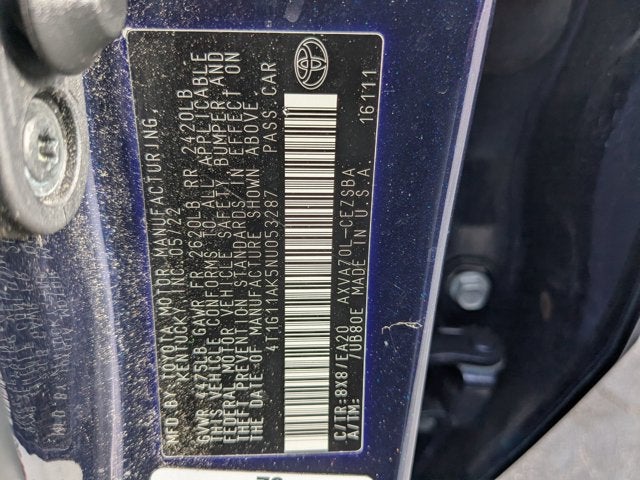 MFD BY: TOYOTA MOTOR MANUFACTURING,
KENTUCKY, INC. 05/22
GVWR 4475LB GAWR FR 2630LB RR 2420LB
THIS VEHICLE CONFORMS TO ALL APPLICABLE
FEDERAL MOTOR VEHICLE SAFETY, BUMPER AND
THEFT PREVENTION STANDARDS IN EFFECT ON
THE DATE OF MANUFACTURE SHOWN ABOVE.
4T1G11AK5NU053287 PASS.CAR
C/TR: 8X8/EA20 AXVA70L-CEZSBA 16111
A/TM: /UB80E MADE IN U.S.A.